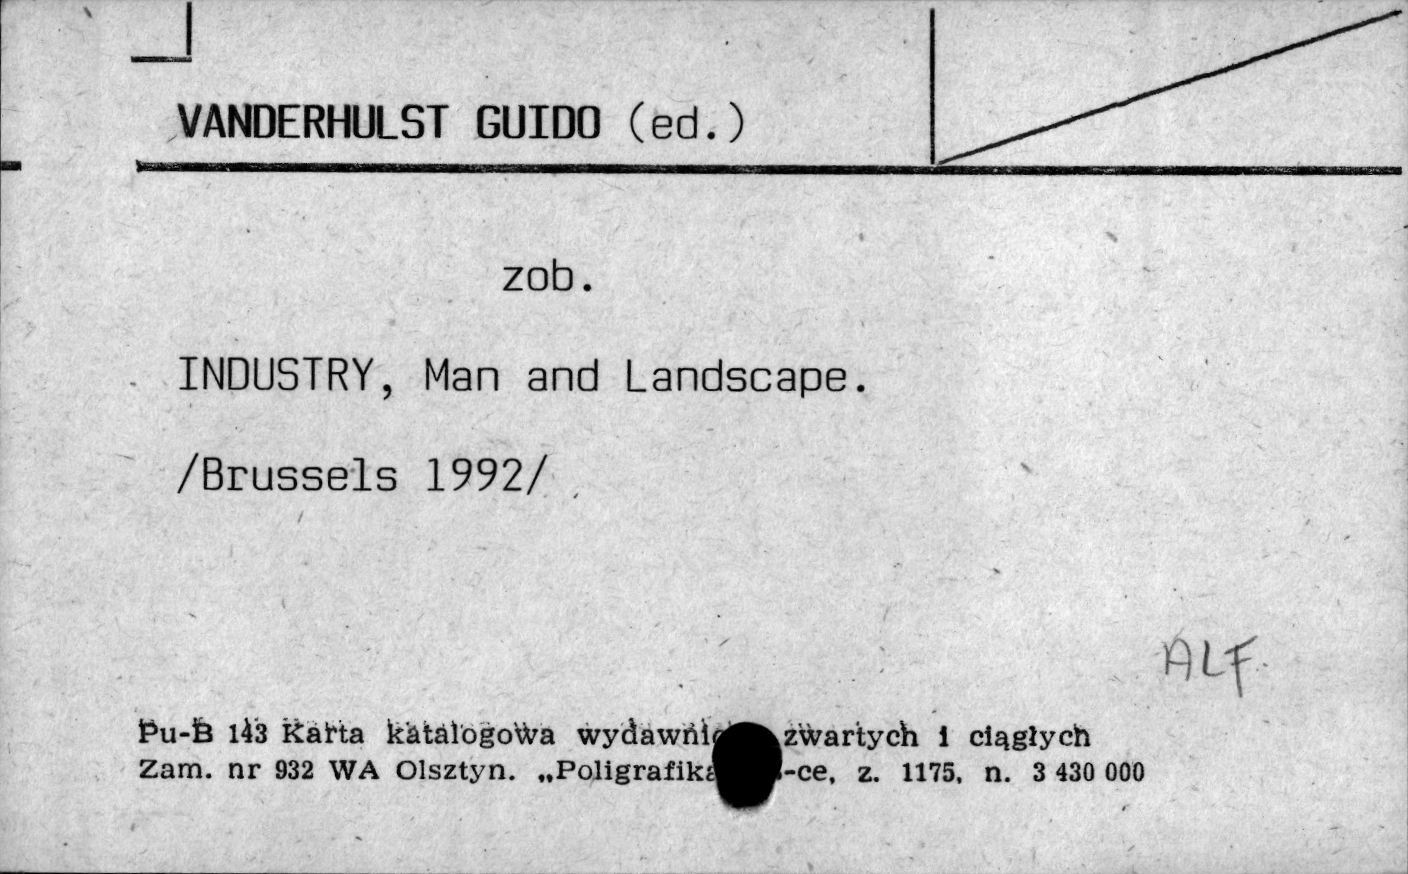 VANDERHULST GUIDO (ed.)
zob.
INDUSTRY, Man and Landscape.
/Brussels 1992/
ALF.
Pu-B 143 Karta katalogowa zwartych i ciągłych
Zam. nr 932 WA Olsztyn. „Poligrafika -ce, z. 1175, n. 3 430 000